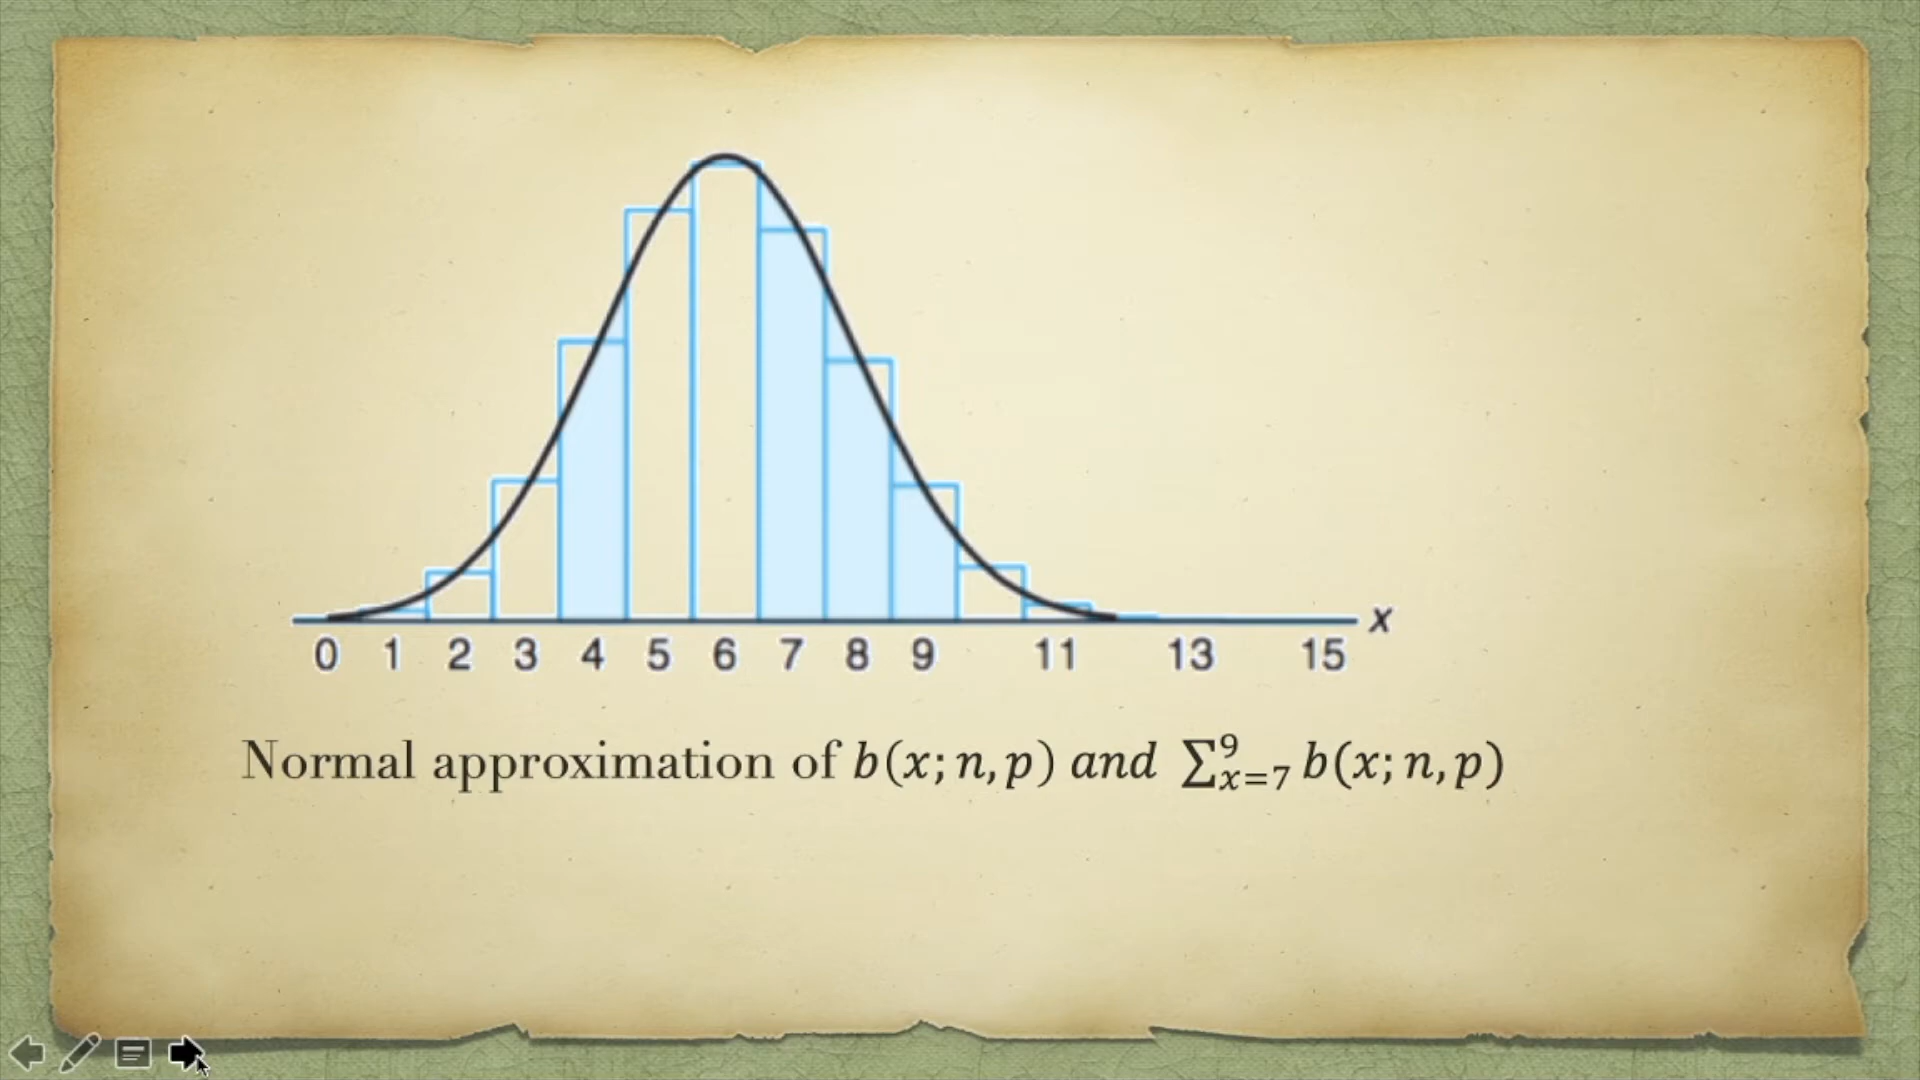 x
0 1 2 3 4 5 6 7 8 9 11 13 15
Normal approximation of b(x; n, p) and ∑⁹ₓ₌₇ b(x; n, p)